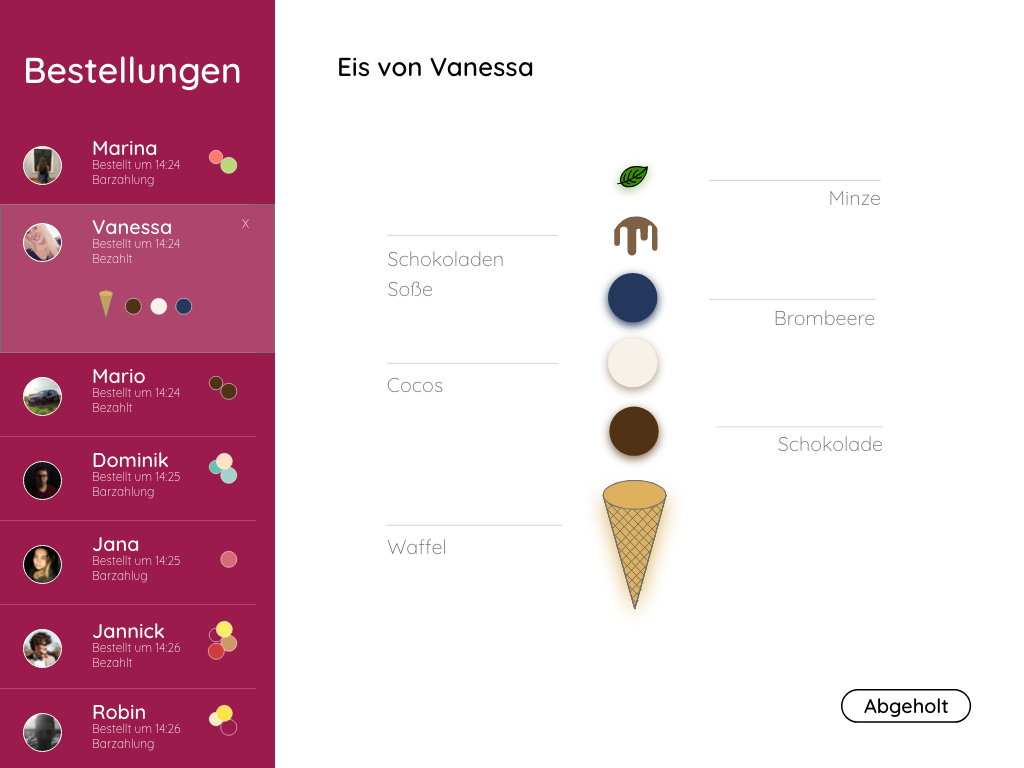 Bestellungen
Marina
Bestellt um 14:24
Barzahlung
Vanessa
X
Bestellt um 14:24
Bezahlt
Mario
Bestellt um 14:24
Bezahlt
Dominik
Bestellt um 14:25
Barzahlung
Jana
Bestellt um 14:25
Barzahlug
Jannick
Bestellt um 14:26
Bezahlt
Robin
Bestellt um 14:26
Barzahlung
Eis von Vanessa
Minze
Schokoladen
Soße
Brombeere
Cocos
Schokolade
Waffel
Abgeholt